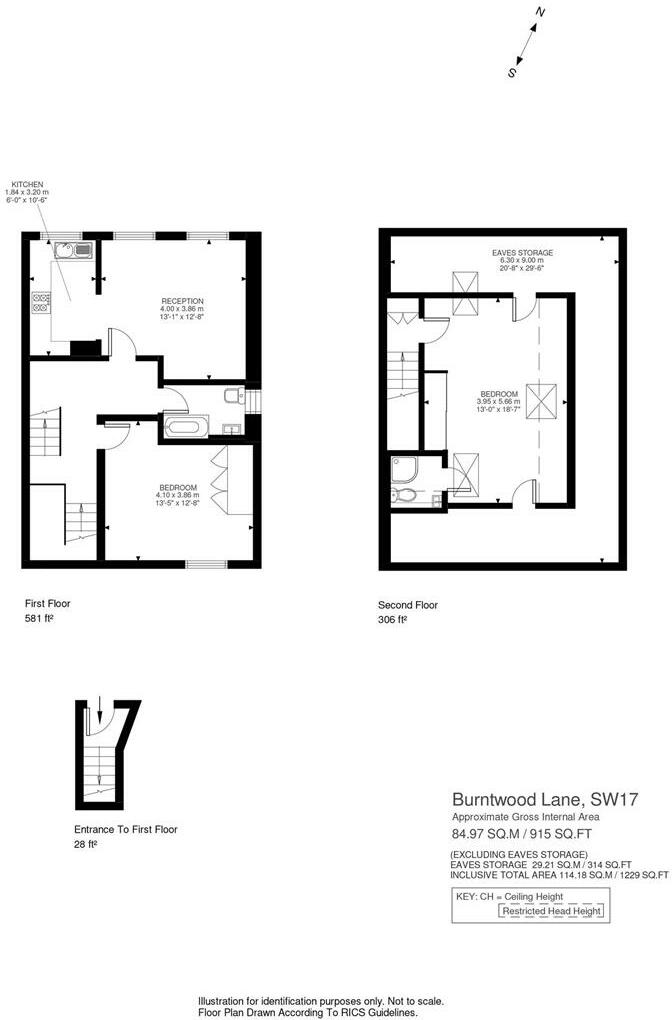 N
S
KITCHEN
1.84 x 3.20 m
6'-0" x 10'-6"
RECEPTION
4.00 x 3.86 m
13'-1" x 12'-8"
BEDROOM
4.10 x 3.86 m
13'-5" x 12'-8"
First Floor
581 ft²
EAVES STORAGE
6.30 x 9.00 m
20'-8" x 29'-6"
BEDROOM
3.95 x 5.66 m
13'-0" x 18'-7"
Second Floor
306 ft²
Entrance To First Floor
28 ft²
Burntwood Lane, SW17
Approximate Gross Internal Area
84.97 SQ.M / 915 SQ.FT
(EXCLUDING EAVES STORAGE)
EAVES STORAGE 29.21 SQ.M / 314 SQ.FT
INCLUSIVE TOTAL AREA 114.18 SQ.M / 1229 SQ.FT
KEY: CH = Ceiling Height
Restricted Head Height
Illustration for identification purposes only. Not to scale.
Floor Plan Drawn According To RICS Guidelines.